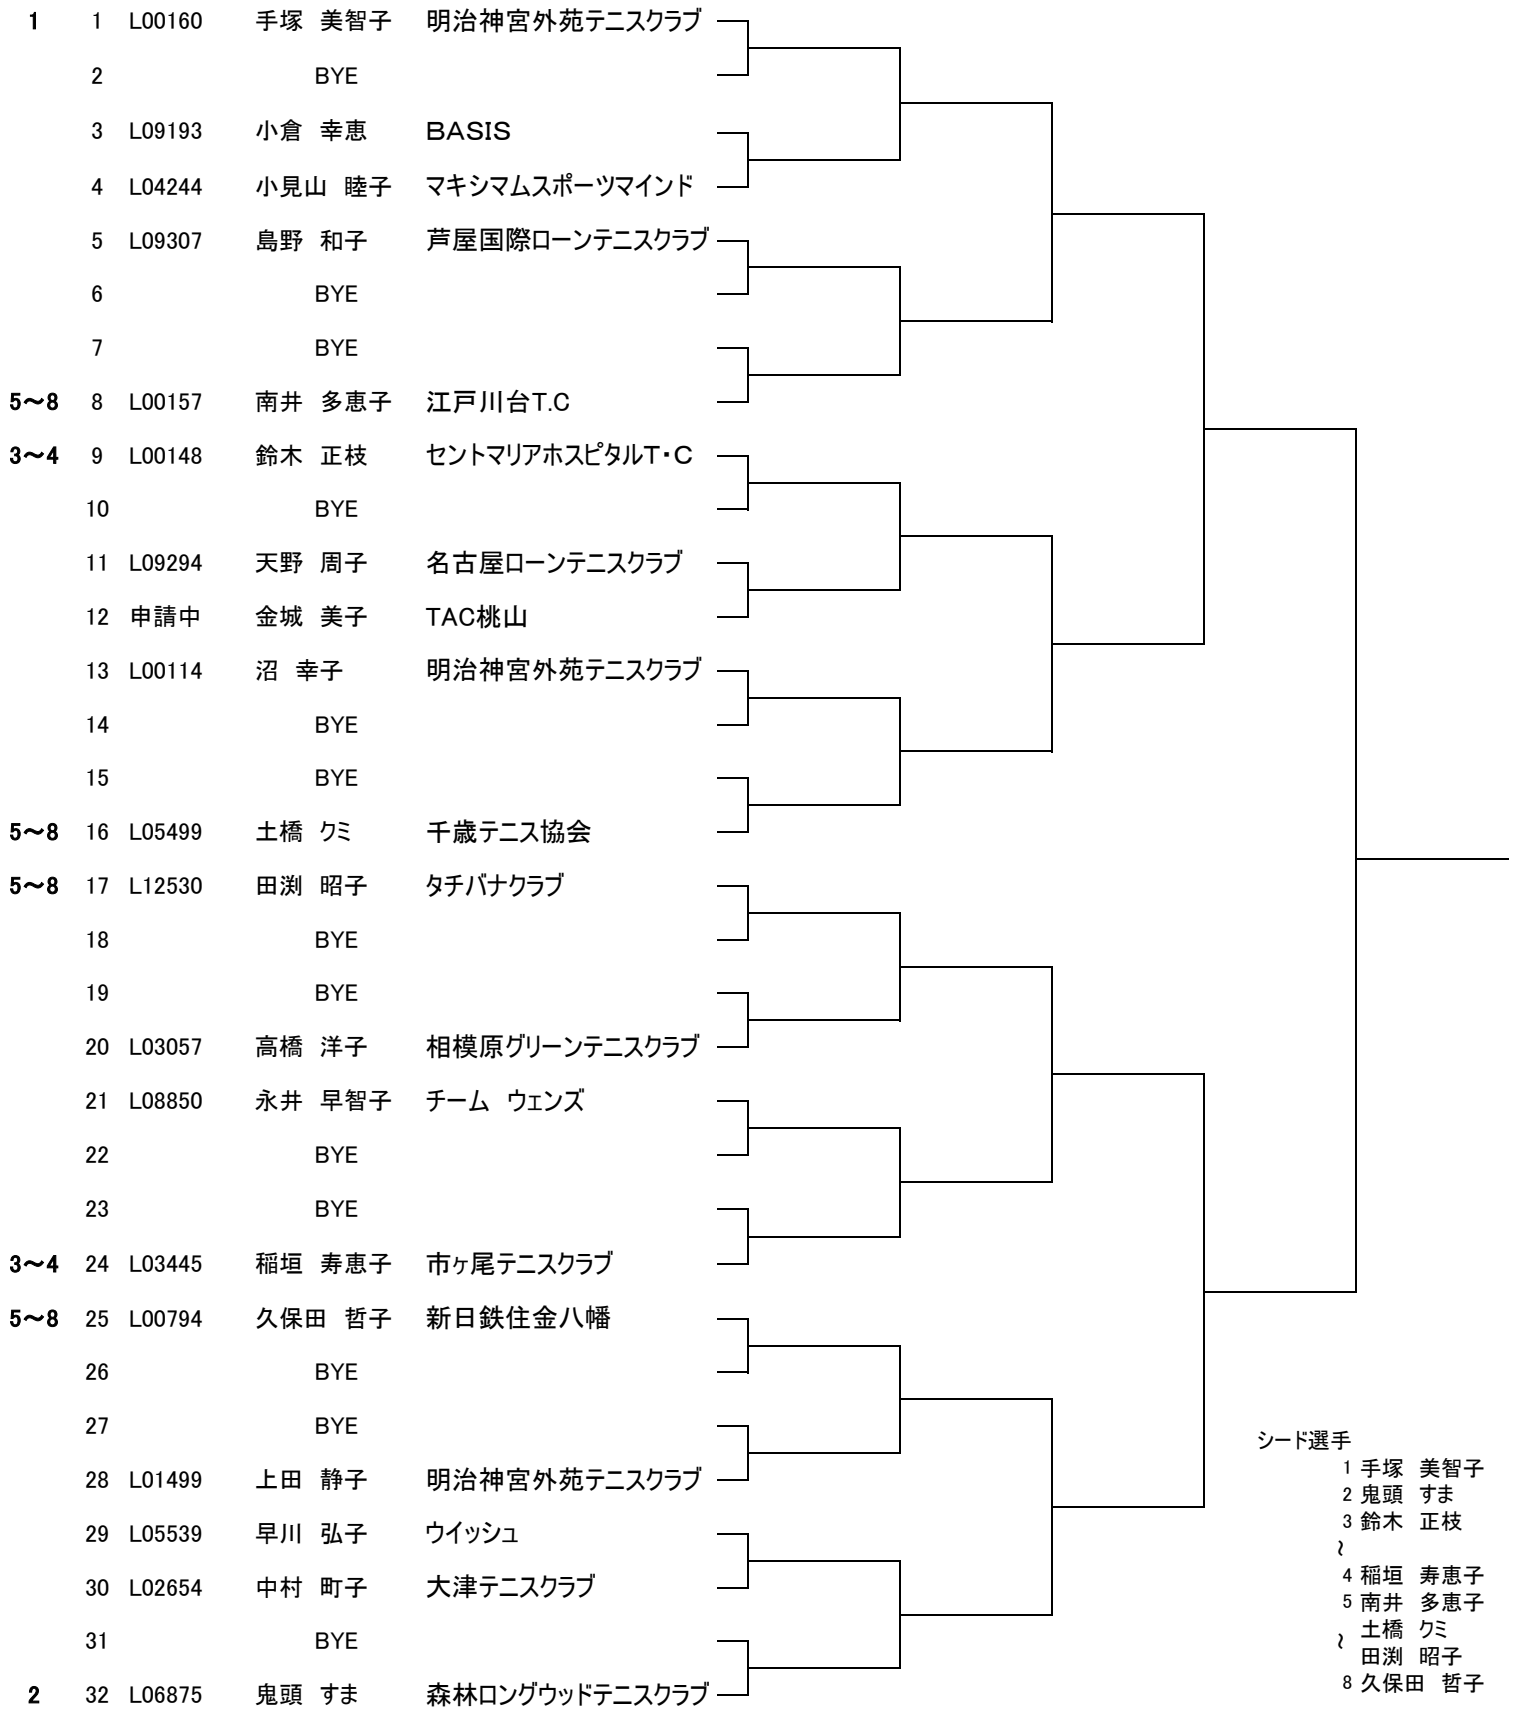 1 1 L00160 手塚　美智子 明治神宮外苑テニスクラブ
2 BYE
3 L09193 小倉　幸恵 BASIS
4 L04244 小見山　睦子 マキシマムスポーツマインド
5 L09307 島野　和子 芦屋国際ローンテニスクラブ
6 BYE
7 BYE
5～8 8 L00157 南井　多恵子 江戸川台T.C
3～4 9 L00148 鈴木　正枝 セントマリアホスピタルT・C
10 BYE
11 L09294 天野　周子 名古屋ローンテニスクラブ
12 申請中 金城　美子 TAC桃山
13 L00114 沼　幸子 明治神宮外苑テニスクラブ
14 BYE
15 BYE
5～8 16 L05499 土橋　クミ 千歳テニス協会
5～8 17 L12530 田渕　昭子 タチバナクラブ
18 BYE
19 BYE
20 L03057 高橋　洋子 相模原グリーンテニスクラブ
21 L08850 永井　早智子 チーム　ウェンズ
22 BYE
23 BYE
3～4 24 L03445 稲垣　寿恵子 市ヶ尾テニスクラブ
5～8 25 L00794 久保田　哲子 新日鉄住金八幡
26 BYE
27 BYE
28 L01499 上田　静子 明治神宮外苑テニスクラブ
29 L05539 早川　弘子 ウイッシュ
30 L02654 中村　町子 大津テニスクラブ
31 BYE
2 32 L06875 鬼頭　すま 森林ロングウッドテニスクラブ
シード選手
1 手塚　美智子
2 鬼頭　すま
3 鈴木　正枝
～
4 稲垣　寿恵子
5 南井　多恵子
土橋　クミ
～
田渕　昭子
8 久保田　哲子